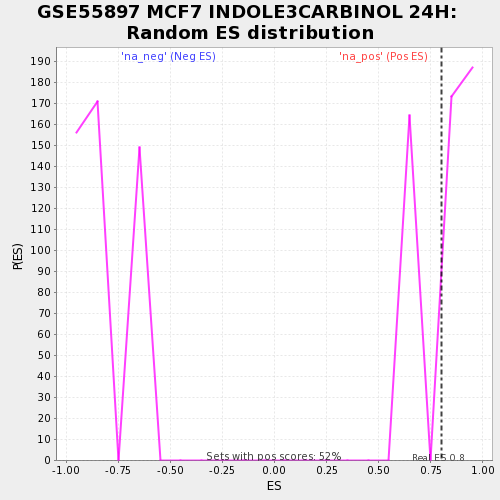 GSE55897 MCF7 INDOLE3CARBINOL 24H:
Random ES distribution
'na_neg' (Neg ES)
'na_pos' (Pos ES)
190
180
170
160
150
140
130
120
110
100
90
80
70
60
50
40
30
20
10
0
P(ES)
Sets with pos scores: 52%
Real ES 0.8
-1.00 -0.75 -0.50 -0.25 0.00 0.25 0.50 0.75 1.00
ES